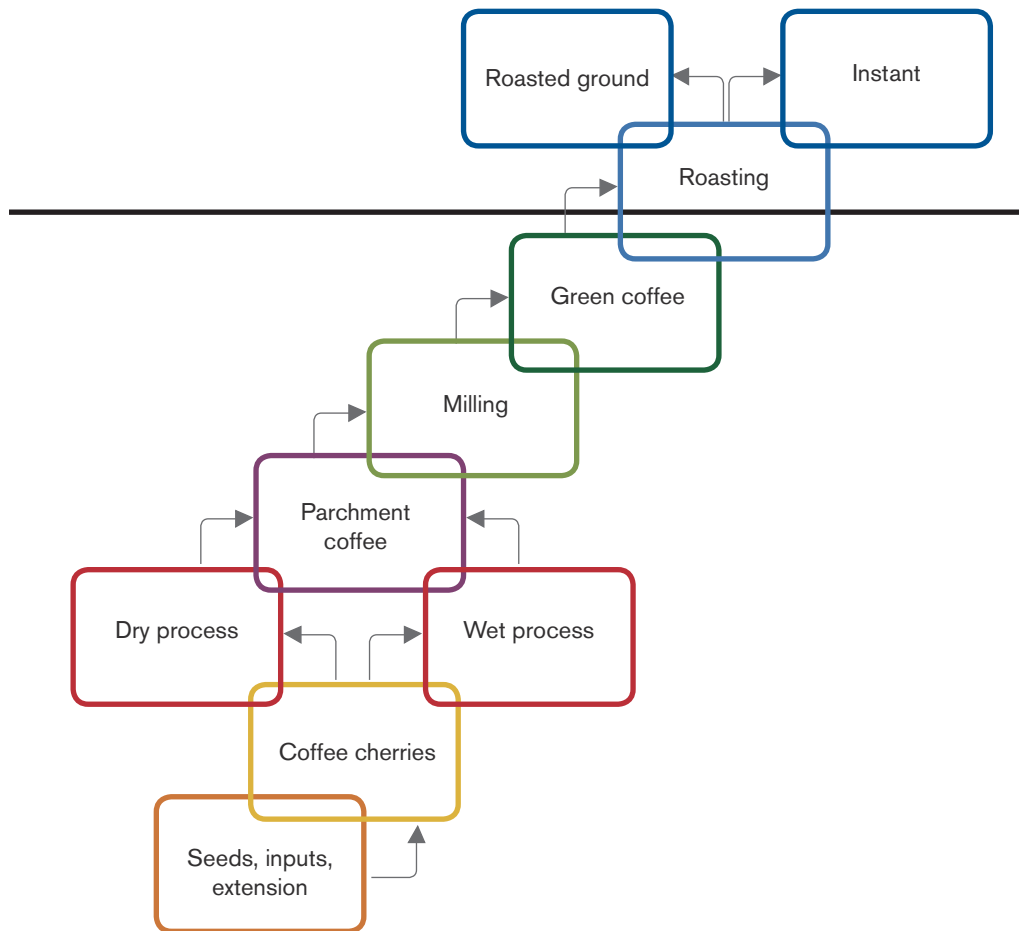 Roasted ground
Instant
Roasting
Green coffee
Milling
Parchment
coffee
Dry process
Wet process
Coffee cherries
Seeds, inputs,
extension